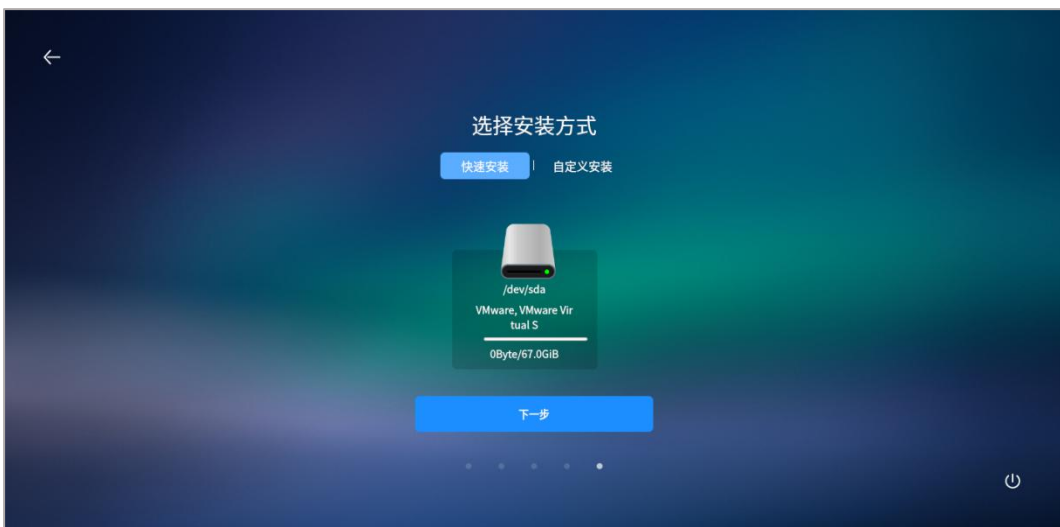 选择安装方式
快速安装 自定义安装
/dev/sda
VMware, VMware Vir
tual S
0Byte/67.0GiB
下一步